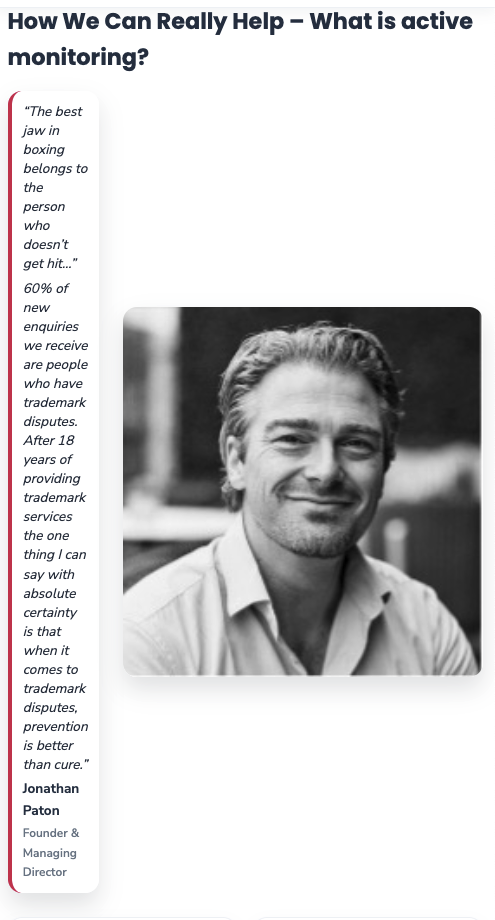 How We Can Really Help – What is active
monitoring?
“The best
jaw in
boxing
belongs to
the
person
who
doesn’t
get hit…”
60% of
new
enquiries
we receive
are people
who have
trademark
disputes.
After 18
years of
providing
trademark
services
the one
thing I can
say with
absolute
certainty
is that
when it
comes to
trademark
disputes,
prevention
is better
than cure.”
Jonathan
Paton
Founder &
Managing
Director